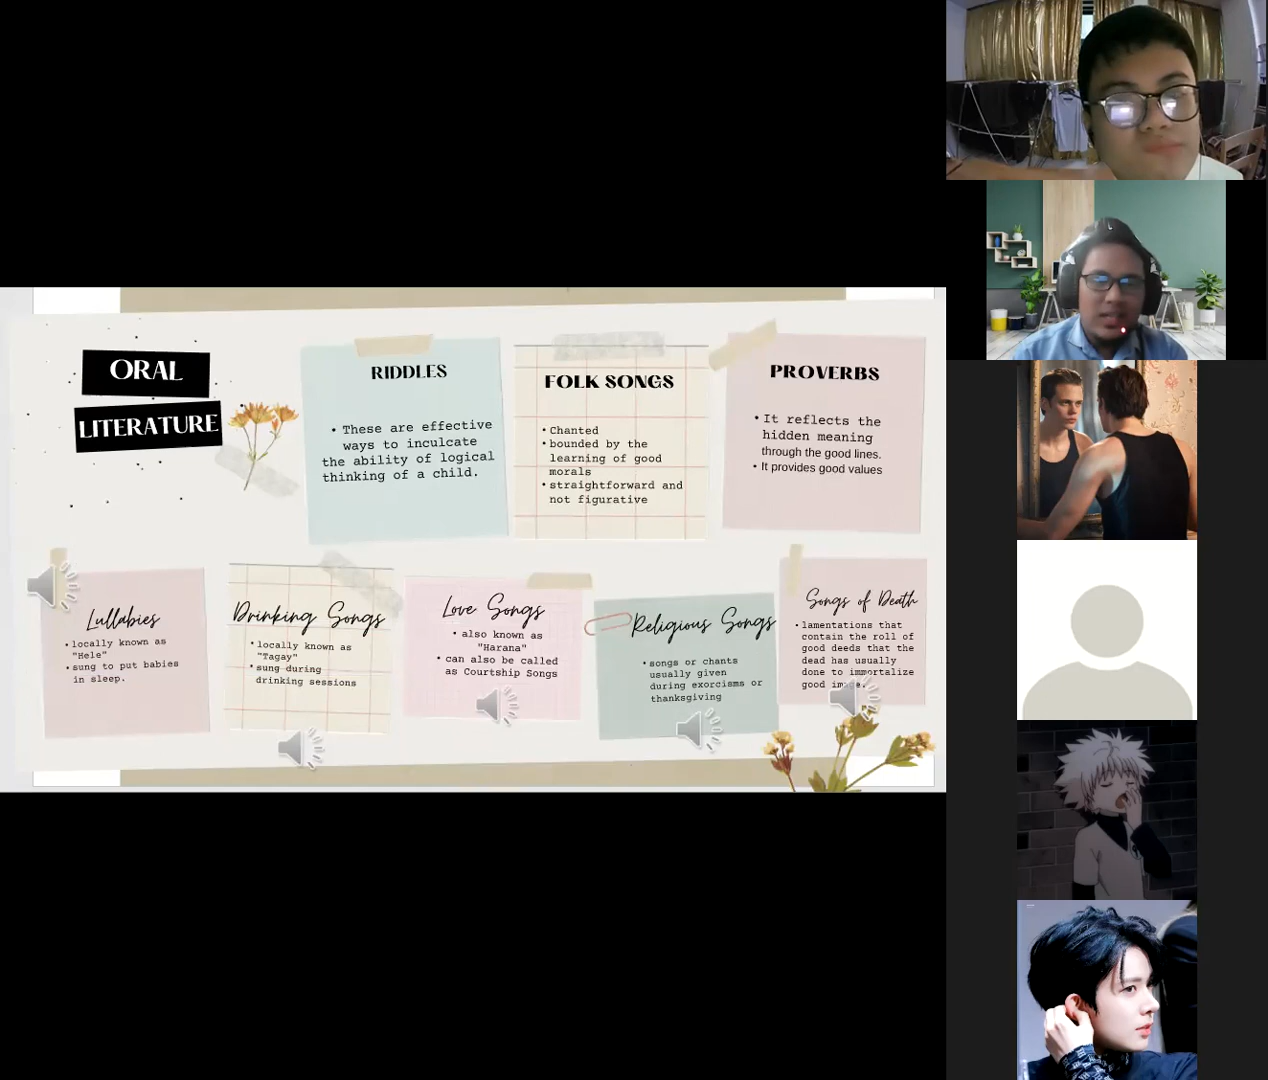 ORAL
LITERATURE
RIDDLES
• These are effective
ways to inculcate
the ability of logical
thinking of a child.
FOLK SONGS
• Chanted
• bounded by the
learning of good
morals
• straightforward and
not figurative
PROVERBS
• It reflects the
hidden meaning
through the good lines.
• It provides good values
Lullabies
• locally known as
"Hele"
• sung to put babies
in sleep.
Drinking Songs
• locally known as
"Tagay"
• sung during
drinking sessions
Love Songs
• also known as
"Harana"
• can also be called
as Courtship Songs
Religious Songs
• songs or chants
usually given
during exorcisms or
thanksgiving
Songs of Death
• lamentations that
contain the roll of
good deeds that the
dead has usually
done to immortalize
good